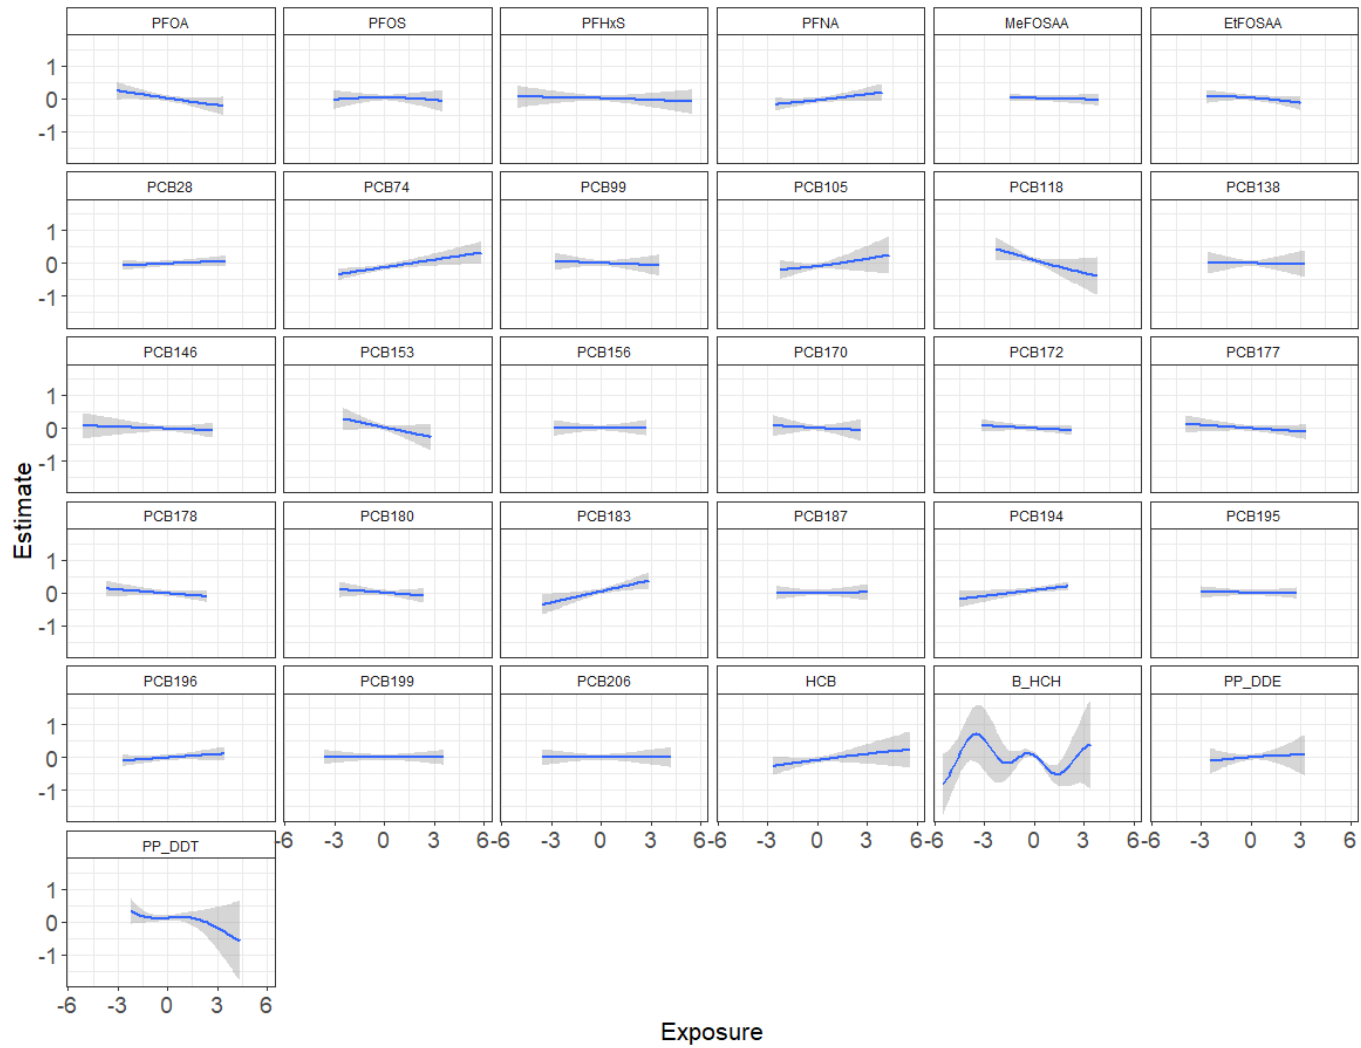 PFOA PFOS PFHxS PFNA MeFOSAA EtFOSAA
1
0
-1
PCB28 PCB74 PCB99 PCB105 PCB118 PCB138
1
0
-1
PCB146 PCB153 PCB156 PCB170 PCB172 PCB177
1
0
-1
Estimate
PCB178 PCB180 PCB183 PCB187 PCB194 PCB195
1
0
-1
PCB196 PCB199 PCB206 HCB B_HCH PP_DDE
1
0
-1
-6 -3 0 3 6 -6 -3 0 3 6 -6 -3 0 3 6 -6 -3 0 3 6 -6 -3 0 3 6
PP_DDT
1
0
-1
-6 -3 0 3 6
Exposure